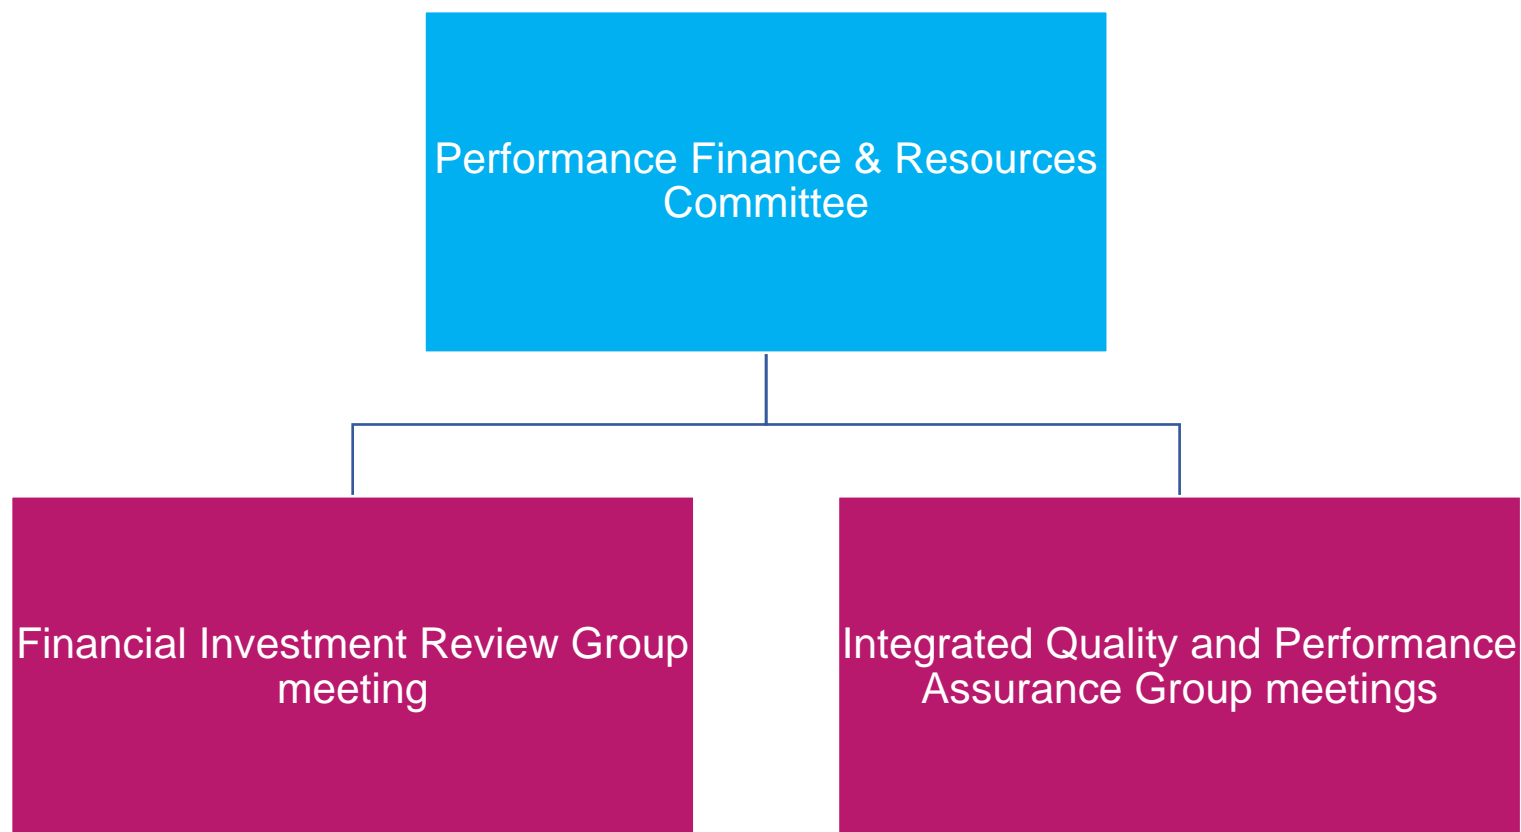 Performance Finance & Resources
Committee
Financial Investment Review Group
meeting
Integrated Quality and Performance
Assurance Group meetings